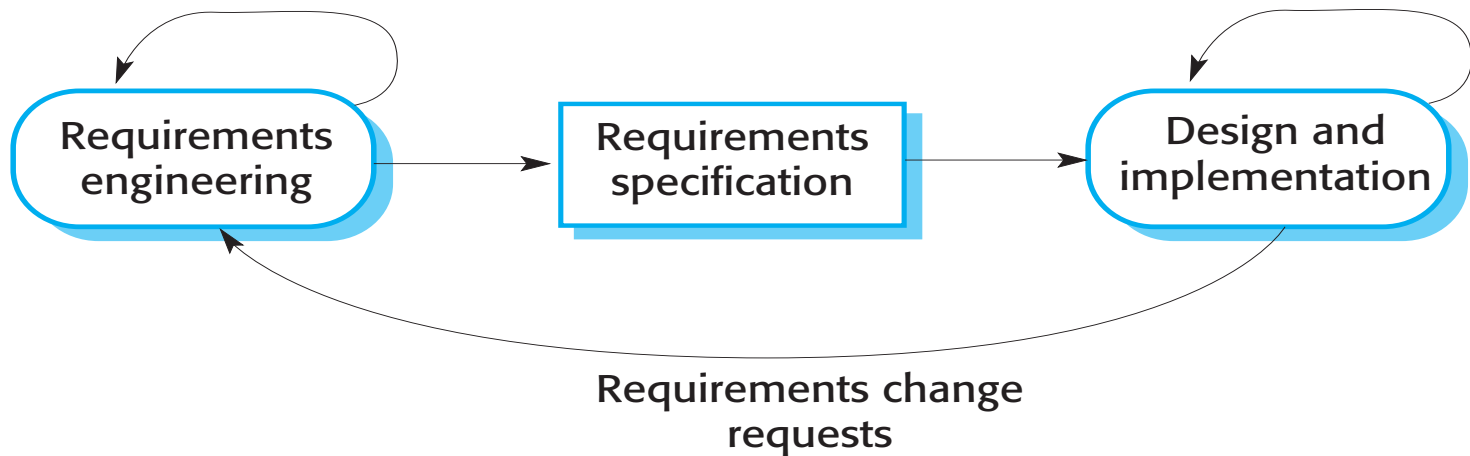 Requirements
engineering
Requirements
specification
Design and
implementation
Requirements change
requests